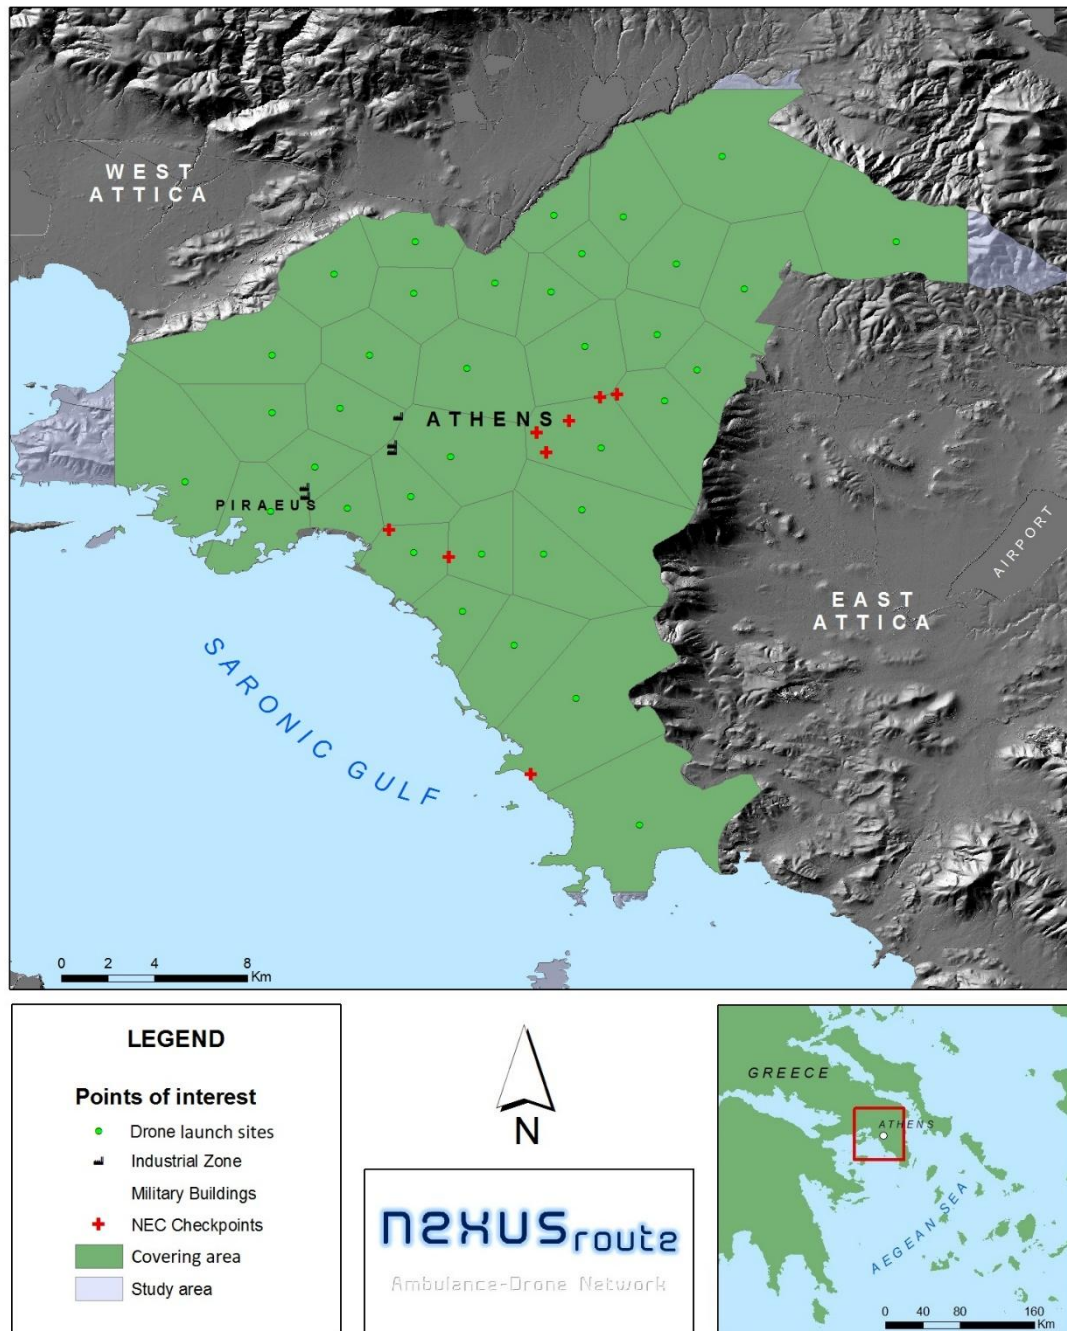 WEST
ATTICA
ATHENS
PIRAEUS
AIRPORT
EAST
ATTICA
SARONIC GULF
0 2 4 8
Km
LEGEND
Points of interest
Drone launch sites
Industrial Zone
Military Buildings
NEC Checkpoints
Covering area
Study area
N
nexus route
Ambulance-Drone Network
GREECE
ATHENS
AEGEAN SEA
0 40 80 160
Km